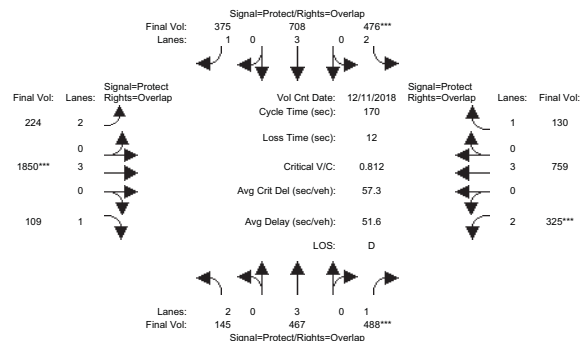 Signal=Protect/Rights=Overlap
Final Vol: 375 708 476***
Lanes: 1 0 3 0 2
Signal=Protect Signal=Protect
Final Vol: Lanes: Rights=Overlap Vol Cnt Date: 12/11/2018 Rights=Overlap Lanes: Final Vol:
Cycle Time (sec): 170
224 2 1 130
Loss Time (sec): 12
0 0
1850*** 3 Critical V/C: 0.812 3 759
0 Avg Crit Del (sec/veh): 57.3 0
109 1 Avg Delay (sec/veh): 51.6 2 325***
LOS: D
Lanes: 2 0 3 0 1
Final Vol: 145 467 488***
Signal=Protect/Rights=Overlap